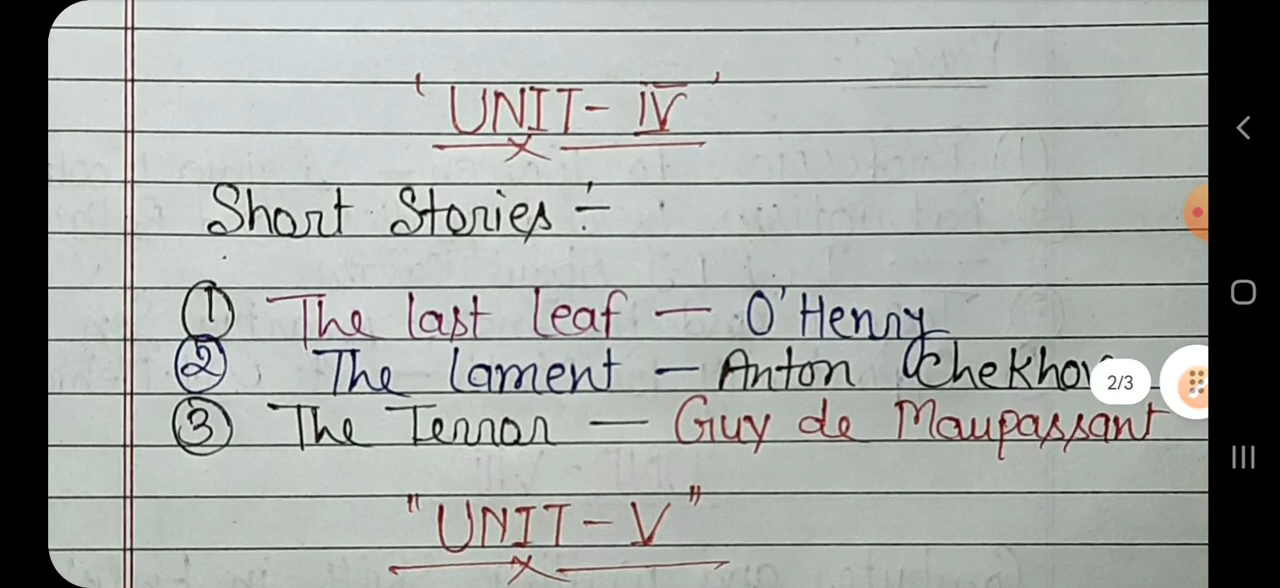 ' UNIT- IV '
Short Stories :-
① The last leaf — O'Henry
② The lament — Anton Chekhov
③ The Terror — Guy de Maupassant
2/3
" UNIT - V "